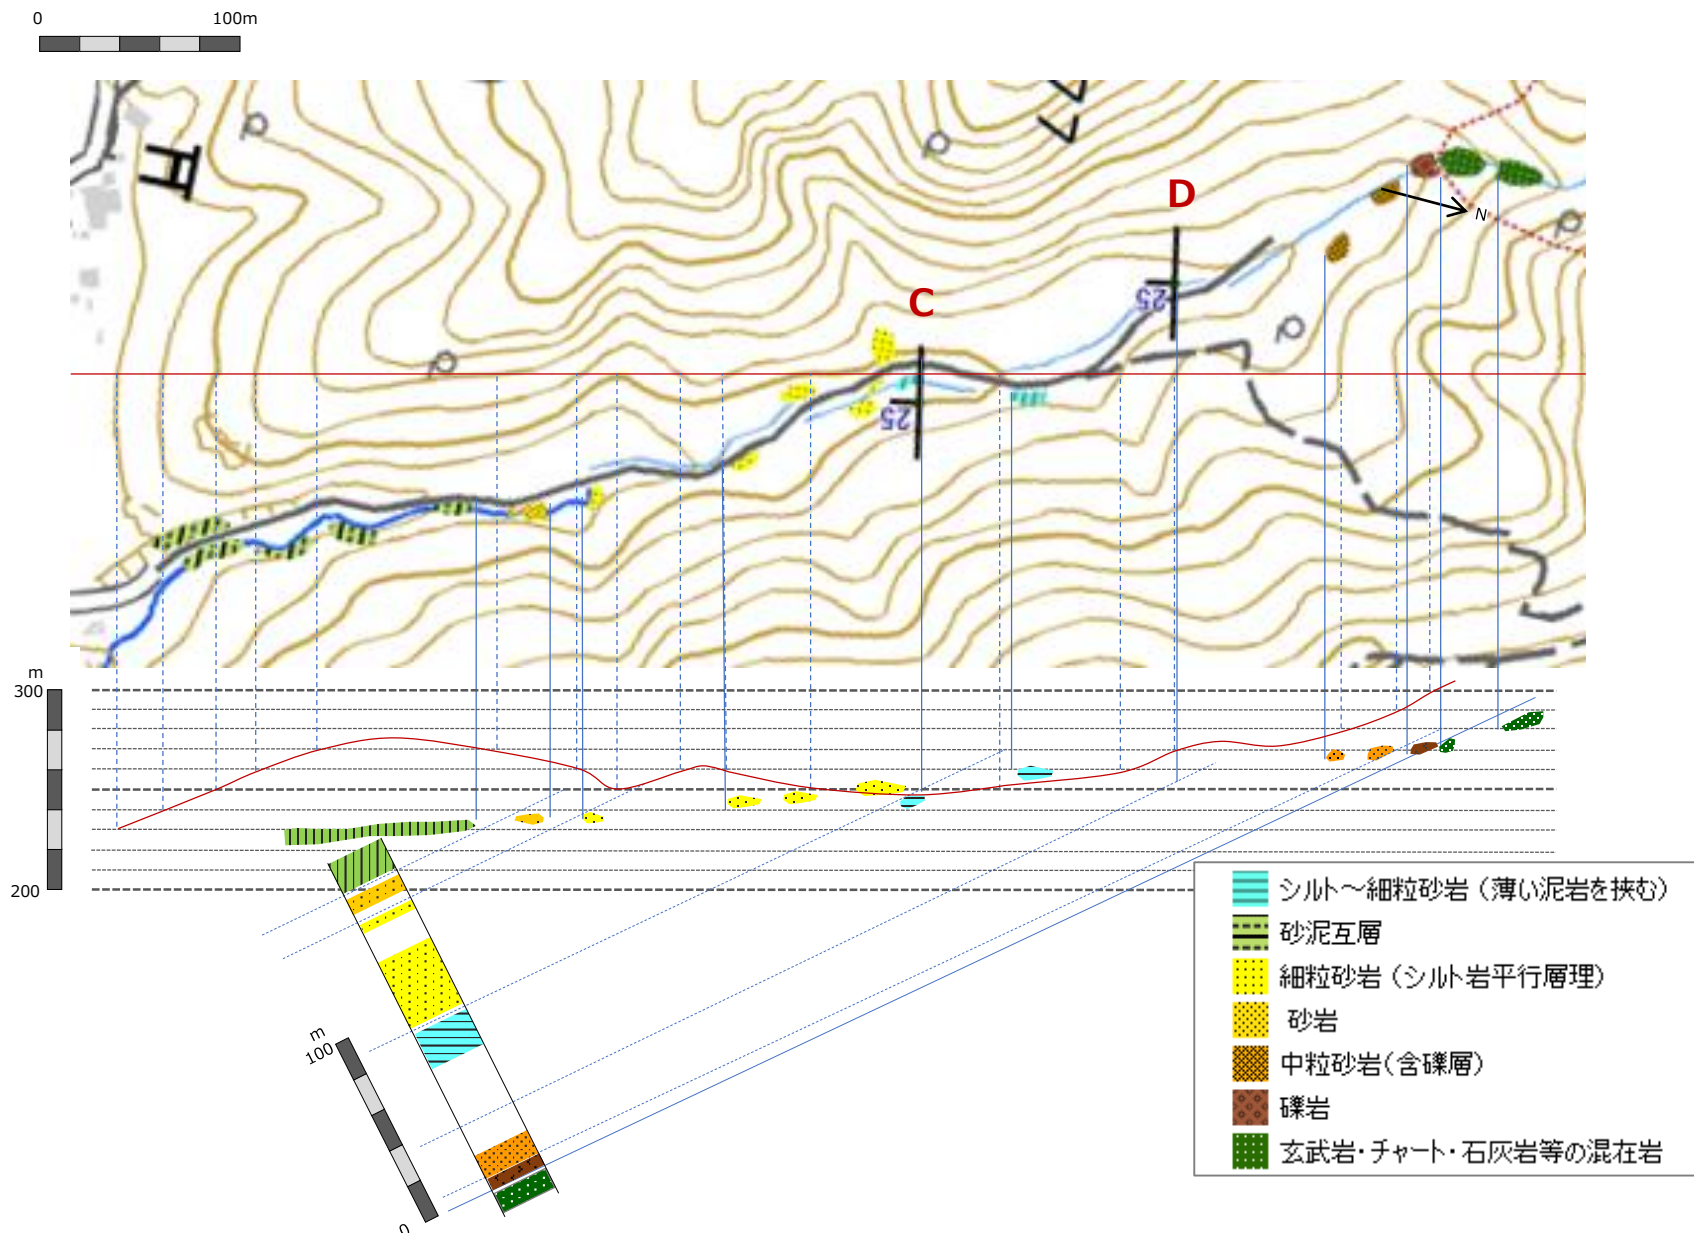 0 100m
D
N
C
25
25
m
300
200
m
100
0
シルト～細粒砂岩（薄い泥岩を挟む）
砂泥互層
細粒砂岩（シルト岩平行層理）
砂岩
中粒砂岩（含礫層）
礫岩
玄武岩・チャート・石灰岩等の混在岩